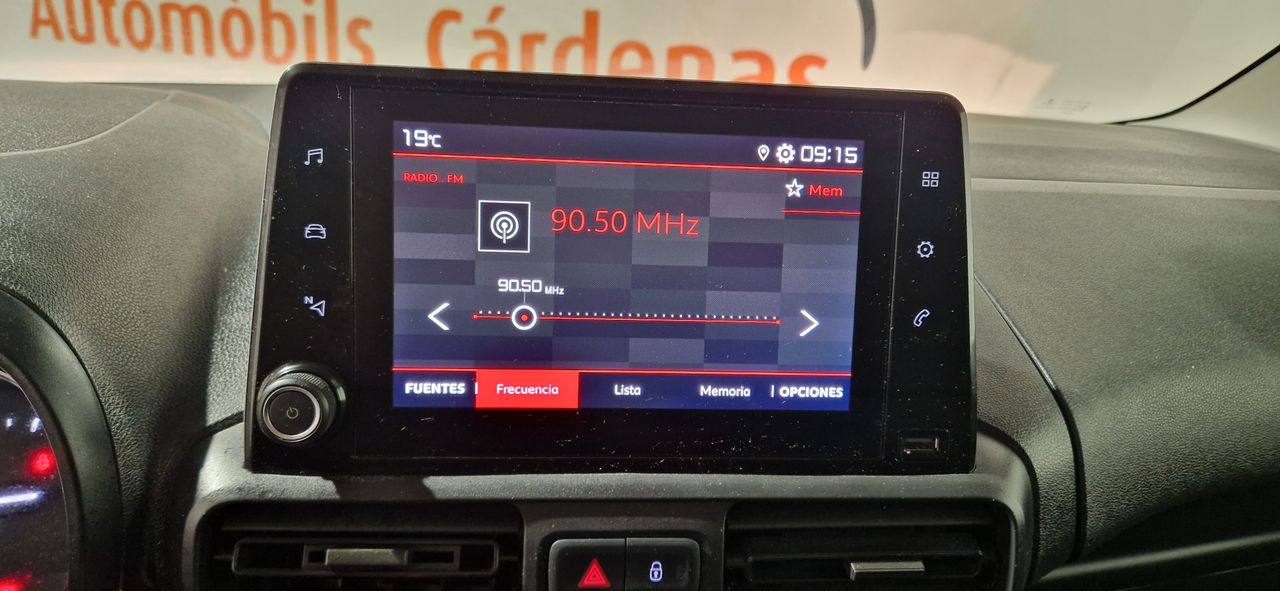 Automòbils Cárdenas
19°C
09:15
RADIO . FM
Mem
90.50 MHz
90.50 MHz
N
FUENTES | Frecuencia Lista Memoria | OPCIONES